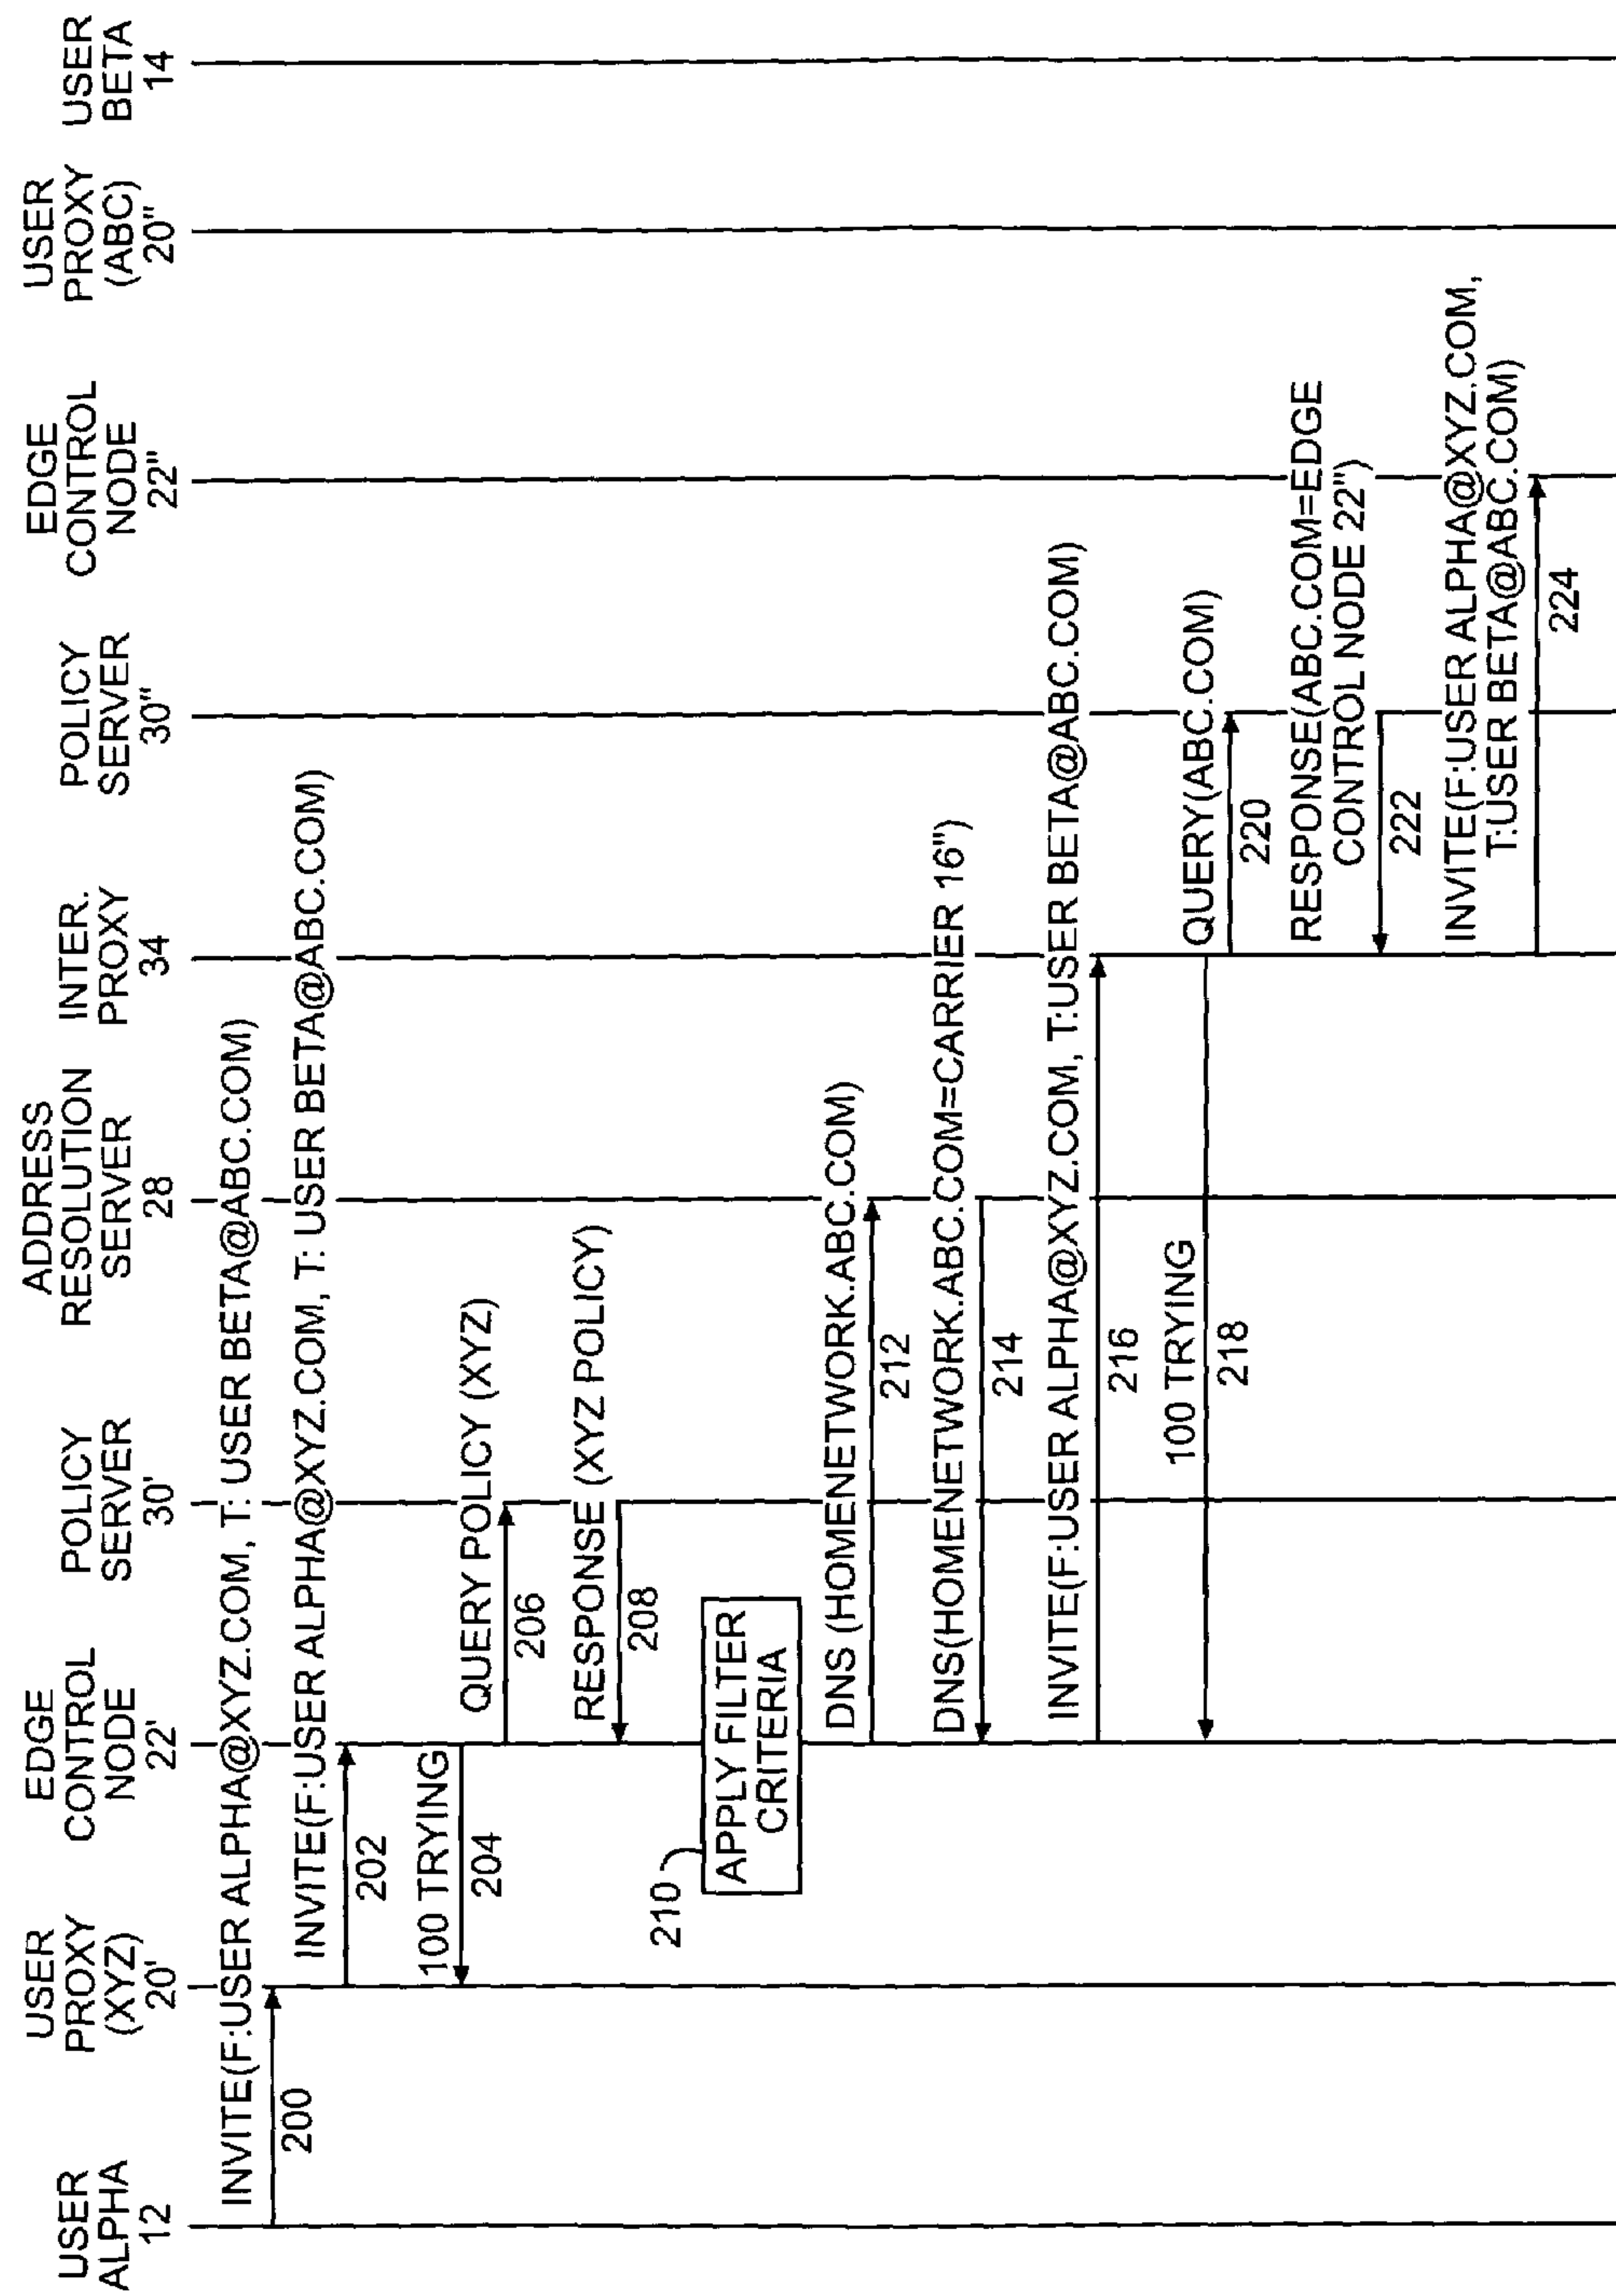 USER
ALPHA
12
USER
PROXY
(XYZ)
20'
EDGE
CONTROL
NODE
22'
POLICY
SERVER
30'
ADDRESS
RESOLUTION
SERVER
28
INTER.
PROXY
34
POLICY
SERVER
30"
EDGE
CONTROL
NODE
22"
USER
PROXY
(ABC)
20"
USER
BETA
14
INVITE(F:USER ALPHA@XYZ.COM, T: USER BETA@ABC.COM)
200
INVITE(F:USER ALPHA@XYZ.COM, T: USER BETA@ABC.COM)
202
100 TRYING
204
QUERY POLICY (XYZ)
206
RESPONSE (XYZ POLICY)
208
210
APPLY FILTER
CRITERIA
DNS (HOMENETWORK.ABC.COM)
212
DNS(HOMENETWORK.ABC.COM=CARRIER 16")
214
INVITE(F:USER ALPHA@XYZ.COM, T:USER BETA@ABC.COM)
216
100 TRYING
218
QUERY(ABC.COM)
220
RESPONSE(ABC.COM=EDGE
CONTROL NODE 22")
222
INVITE(F:USER ALPHA@XYZ.COM,
T:USER BETA@ABC.COM)
224